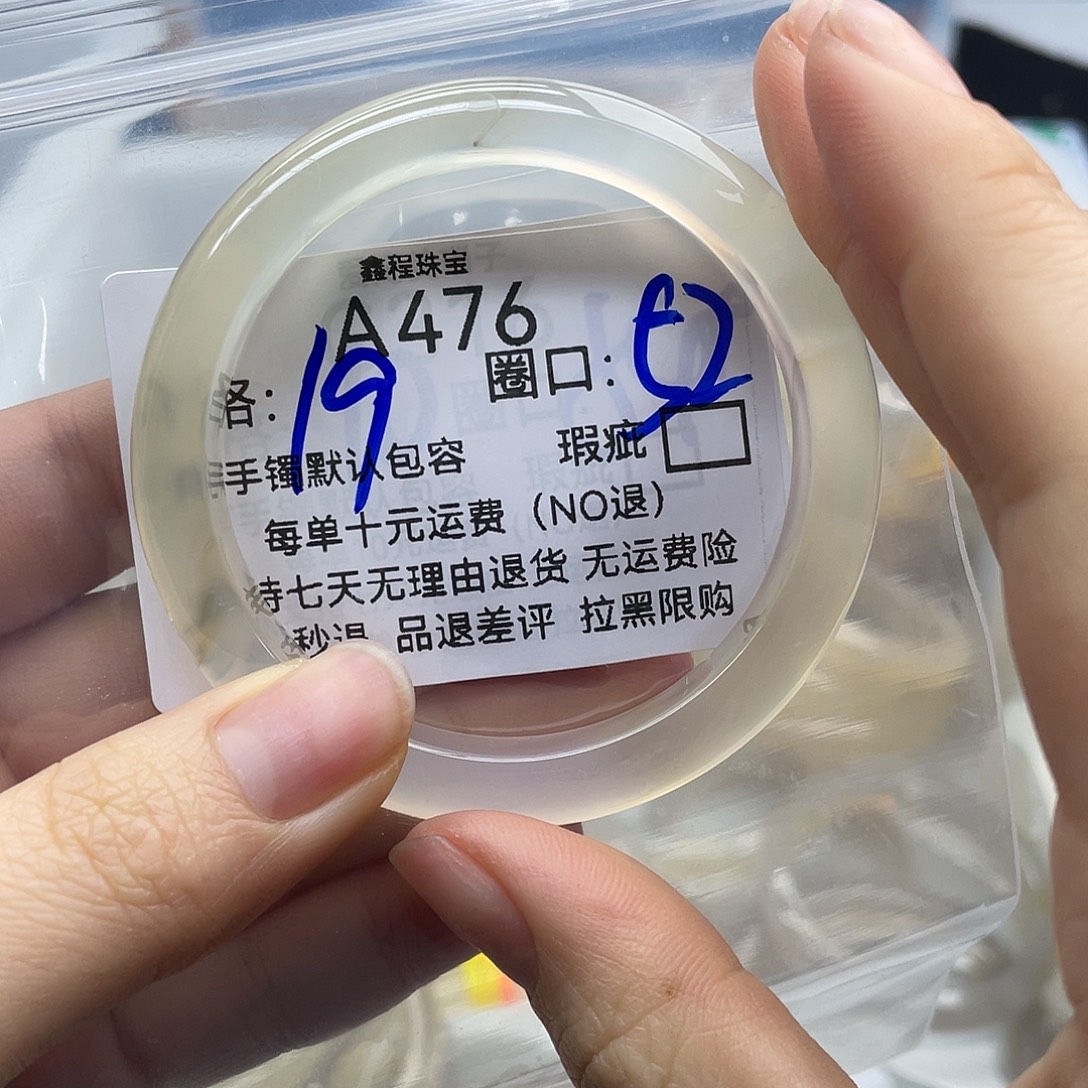 鑫程珠宝
A476
洛: 19 圈口: 52
手镯默认包容 瑕疵
每单十元运费（NO退）
持七天无理由退货 无运费险
秒退 品退差评 拉黑限购